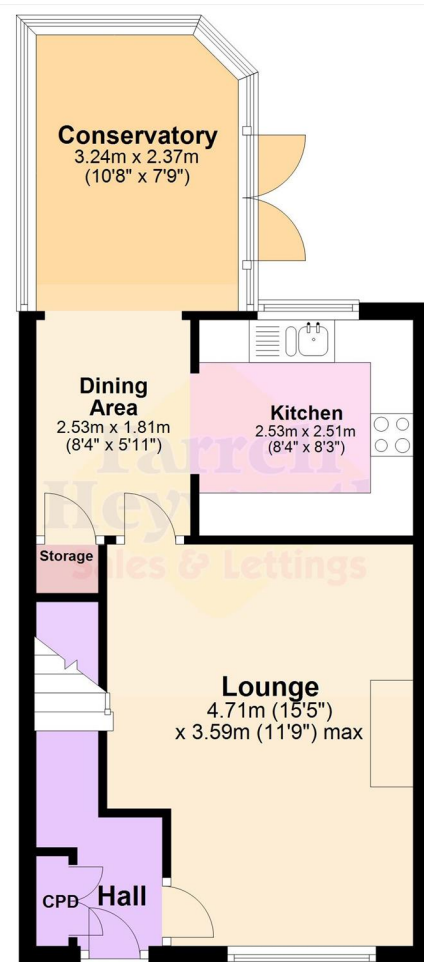 Conservatory
3.24m x 2.37m
(10'8" x 7'9")
Dining
Area
2.53m x 1.81m
(8'4" x 5'11")
Kitchen
2.53m x 2.51m
(8'4" x 8'3")
Storage
Sales & Lettings
Lounge
4.71m (15'5")
x 3.59m (11'9") max
CPD
Hall